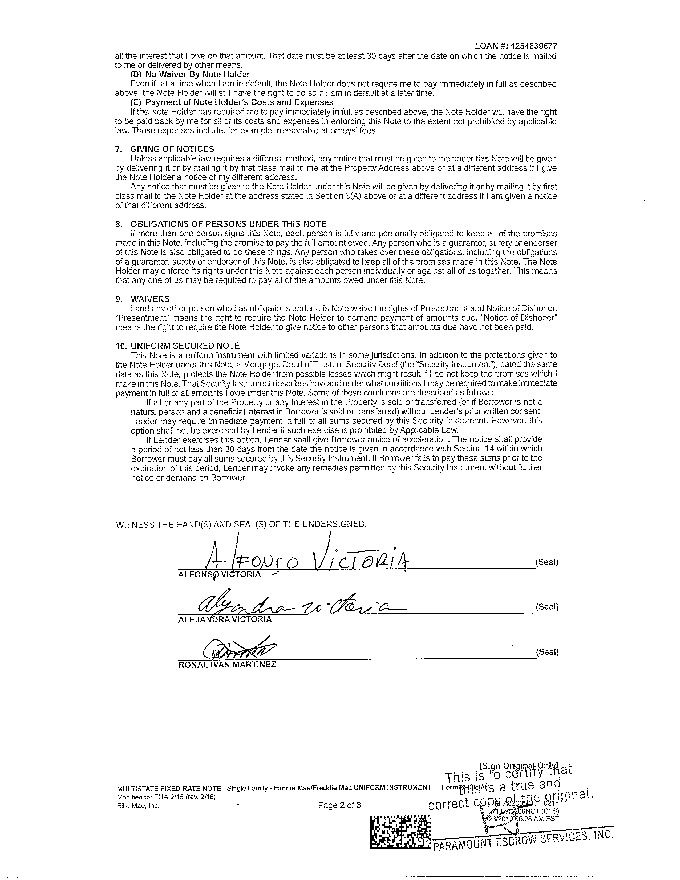 LOAN #: 4254839677
all the interest that I owe on that amount. That date must be at least 30 days after the date on which the notice is mailed
to me or delivered by other means.
(D) No Waiver By Note Holder
Even if, at a time when I am in default, the Note Holder does not require me to pay immediately in full as described
above, the Note Holder will still have the right to do so if I am in default at a later time.
(E) Payment of Note Holder's Costs and Expenses
If the Note Holder has required me to pay immediately in full as described above, the Note Holder will have the right
to be paid back by me for all of its costs and expenses in enforcing this Note to the extent not prohibited by applicable
law. Those expenses include, for example, reasonable attorneys' fees.
7. GIVING OF NOTICES
Unless applicable law requires a different method, any notice that must be given to me under this Note will be given
by delivering it or by mailing it by first class mail to me at the Property Address above or at a different address if I give
the Note Holder a notice of my different address.
Any notice that must be given to the Note Holder under this Note will be given by delivering it or by mailing it by first
class mail to the Note Holder at the address stated in Section 3(A) above or at a different address if I am given a notice
of that different address.
8. OBLIGATIONS OF PERSONS UNDER THIS NOTE
If more than one person signs this Note, each person is fully and personally obligated to keep all of the promises
made in this Note, including the promise to pay the full amount owed. Any person who is a guarantor, surety or endorser
of this Note is also obligated to do these things. Any person who takes over these obligations, including the obligations
of a guarantor, surety or endorser of this Note, is also obligated to keep all of the promises made in this Note. The Note
Holder may enforce its rights under this Note against each person individually or against all of us together. This means
that any one of us may be required to pay all of the amounts owed under this Note.
9. WAIVERS
I and any other person who has obligations under this Note waive the rights of Presentment and Notice of Dishonor.
"Presentment" means the right to require the Note Holder to demand payment of amounts due. "Notice of Dishonor"
means the right to require the Note Holder to give notice to other persons that amounts due have not been paid.
10. UNIFORM SECURED NOTE
This Note is a uniform instrument with limited variations in some jurisdictions. In addition to the protections given to
the Note Holder under this Note, a Mortgage, Deed of Trust, or Security Deed (the "Security Instrument"), dated the same
date as this Note, protects the Note Holder from possible losses which might result if I do not keep the promises which I
make in this Note. That Security Instrument describes how and under what conditions I may be required to make immediate
payment in full of all amounts I owe under this Note. Some of those conditions are described as follows:
If all or any part of the Property or any Interest in the Property is sold or transferred (or if Borrower is not a
natural person and a beneficial interest in Borrower is sold or transferred) without Lender's prior written consent,
Lender may require immediate payment in full of all sums secured by this Security Instrument. However, this
option shall not be exercised by Lender if such exercise is prohibited by Applicable Law.
If Lender exercises this option, Lender shall give Borrower notice of acceleration. The notice shall provide
a period of not less than 30 days from the date the notice is given in accordance with Section 14 within which
Borrower must pay all sums secured by this Security Instrument. If Borrower fails to pay these sums prior to the
expiration of this period, Lender may invoke any remedies permitted by this Security Instrument without further
notice or demand on Borrower.
WITNESS THE HAND(S) AND SEAL(S) OF THE UNDERSIGNED.
Alfonso Victoria (Seal)
ALFONSO VICTORIA
Alejandra Victoria (Seal)
ALEJANDRA VICTORIA
(Seal)
RONAL IVAN MARTINEZ
[Sign Original Only]
This is to certify that
this is a true and
correct copy of the original.
MULTISTATE FIXED RATE NOTE - Single Family - Fannie Mae/Freddie Mac UNIFORM INSTRUMENT
Ellie Mae, Inc.
Page 2 of 3
PARAMOUNT ESCROW SERVICES, INC.